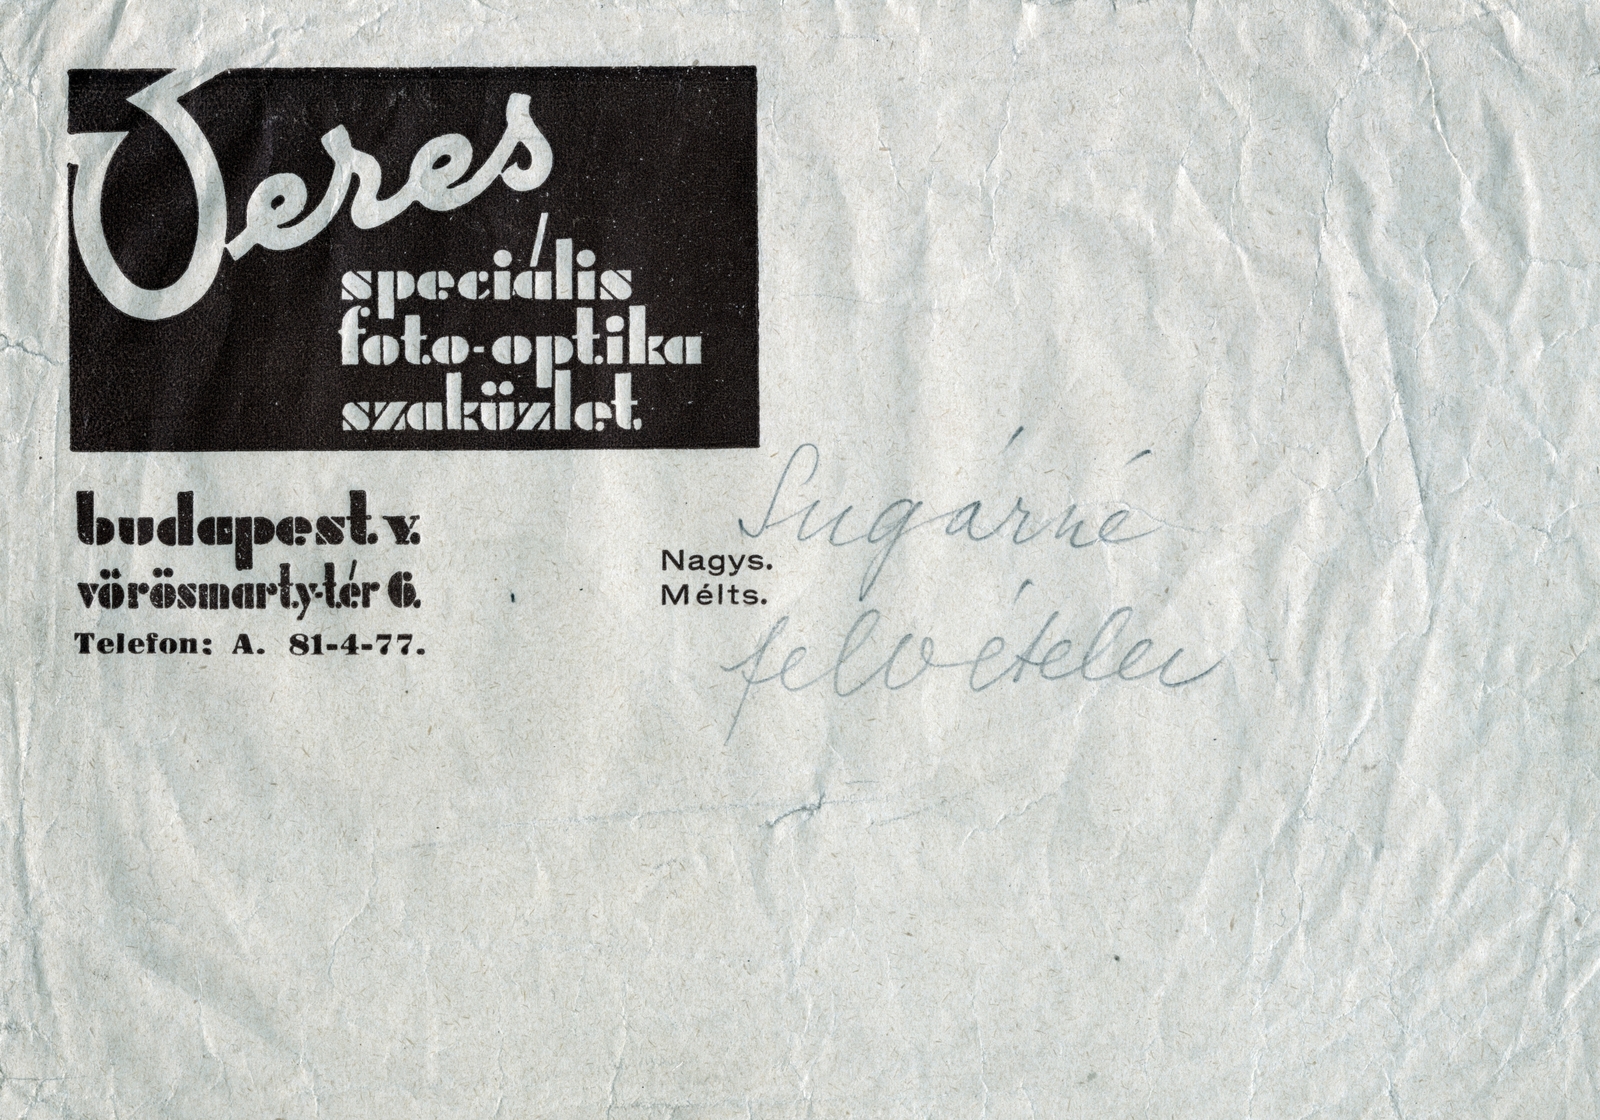 Veres
speciális
foto-optika
szaküzlet
budapest. v.
vörösmarty-tér 6.
Telefon: A. 81-4-77.
Sugárné
Nagys.
Mélts.
felvételei